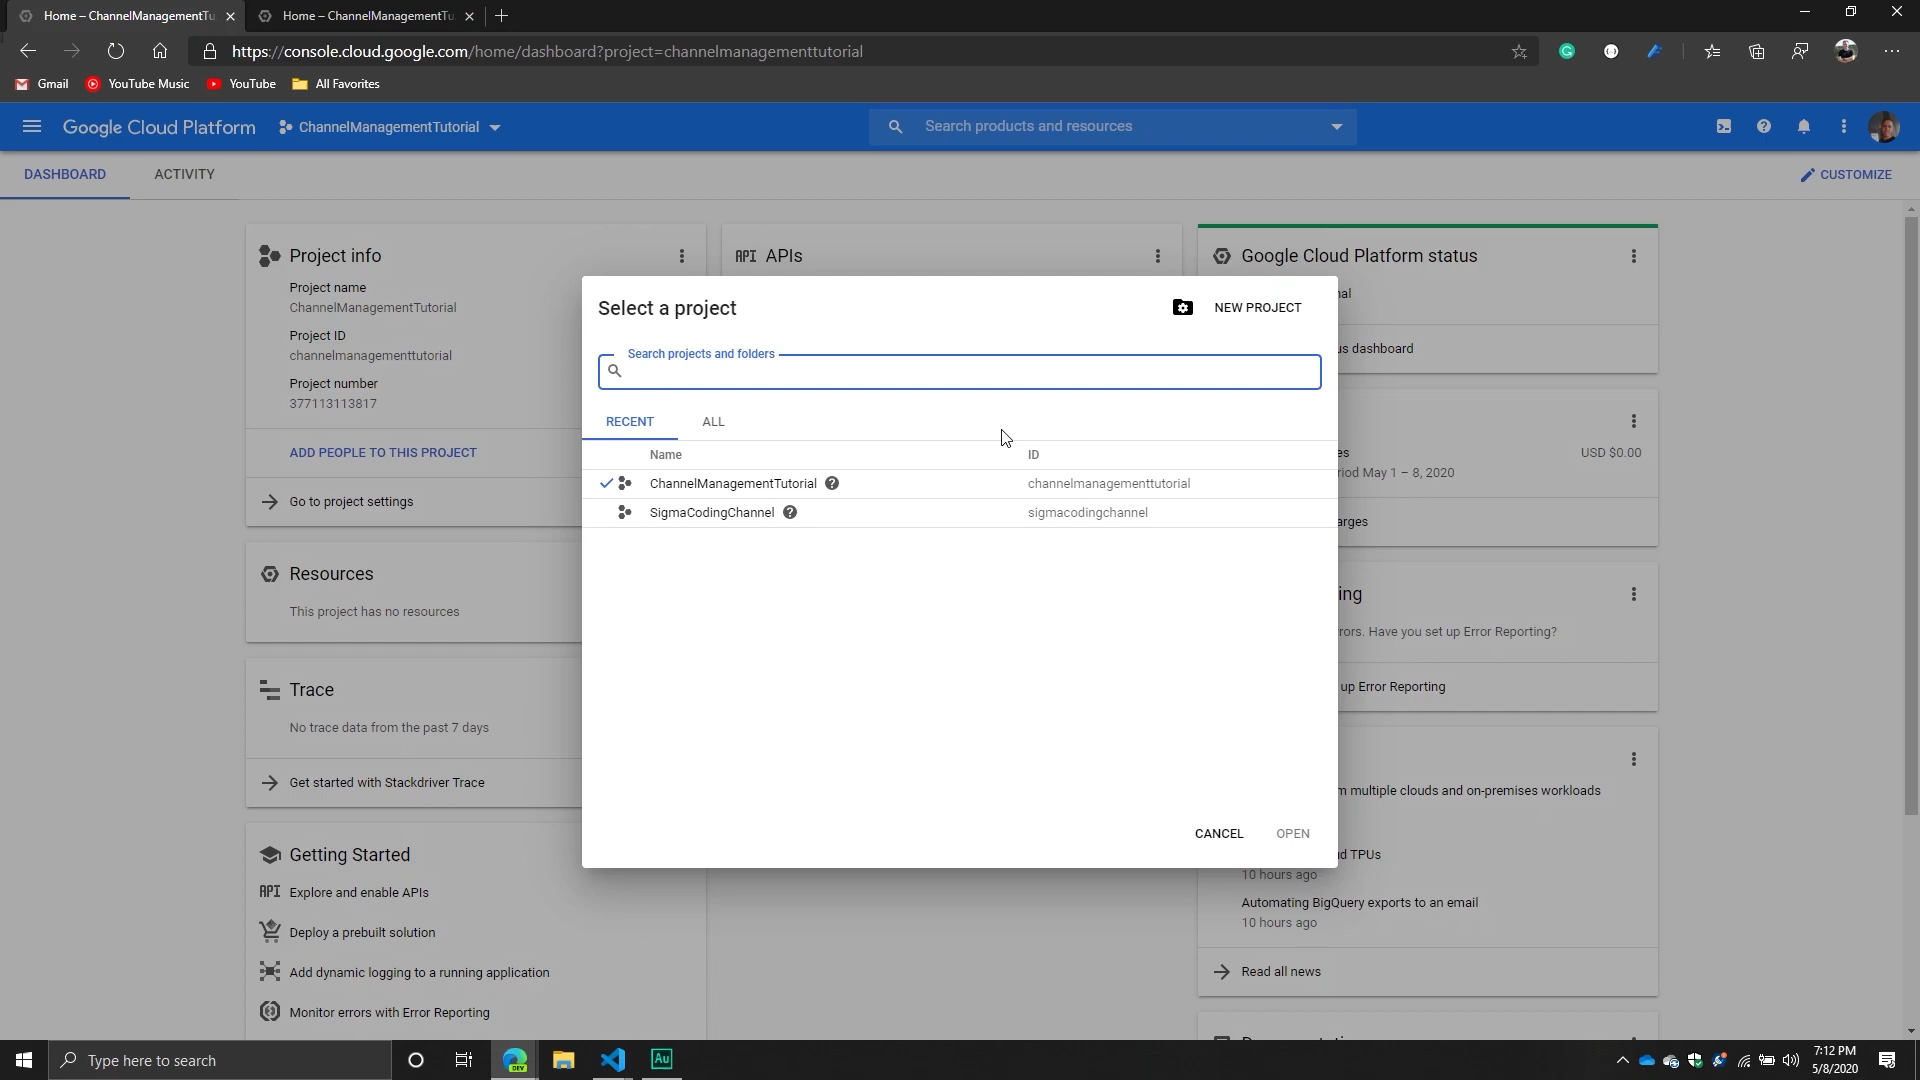 Home – ChannelManagementTu
Home – ChannelManagementTu
https://console.cloud.google.com/home/dashboard?project=channelmanagementtutorial
Gmail
YouTube Music
YouTube
All Favorites
Google Cloud Platform
ChannelManagementTutorial
Search products and resources
DASHBOARD
ACTIVITY
CUSTOMIZE
Project info
Project name
ChannelManagementTutorial
Project ID
channelmanagementtutorial
Project number
377113113817
ADD PEOPLE TO THIS PROJECT
Go to project settings
Resources
This project has no resources
Trace
No trace data from the past 7 days
Get started with Stackdriver Trace
Getting Started
API Explore and enable APIs
Deploy a prebuilt solution
Add dynamic logging to a running application
Monitor errors with Error Reporting
API APIs
Select a project
NEW PROJECT
Search projects and folders
RECENT
ALL
Name
ID
ChannelManagementTutorial
channelmanagementtutorial
SigmaCodingChannel
sigmacodingchannel
CANCEL
OPEN
Google Cloud Platform status
nal
us dashboard
es
USD $0.00
riod May 1 – 8, 2020
arges
ing
rors. Have you set up Error Reporting?
up Error Reporting
m multiple clouds and on-premises workloads
ud TPUs
10 hours ago
Automating BigQuery exports to an email
10 hours ago
Read all news
Type here to search
DEV
Au
7:12 PM
5/8/2020